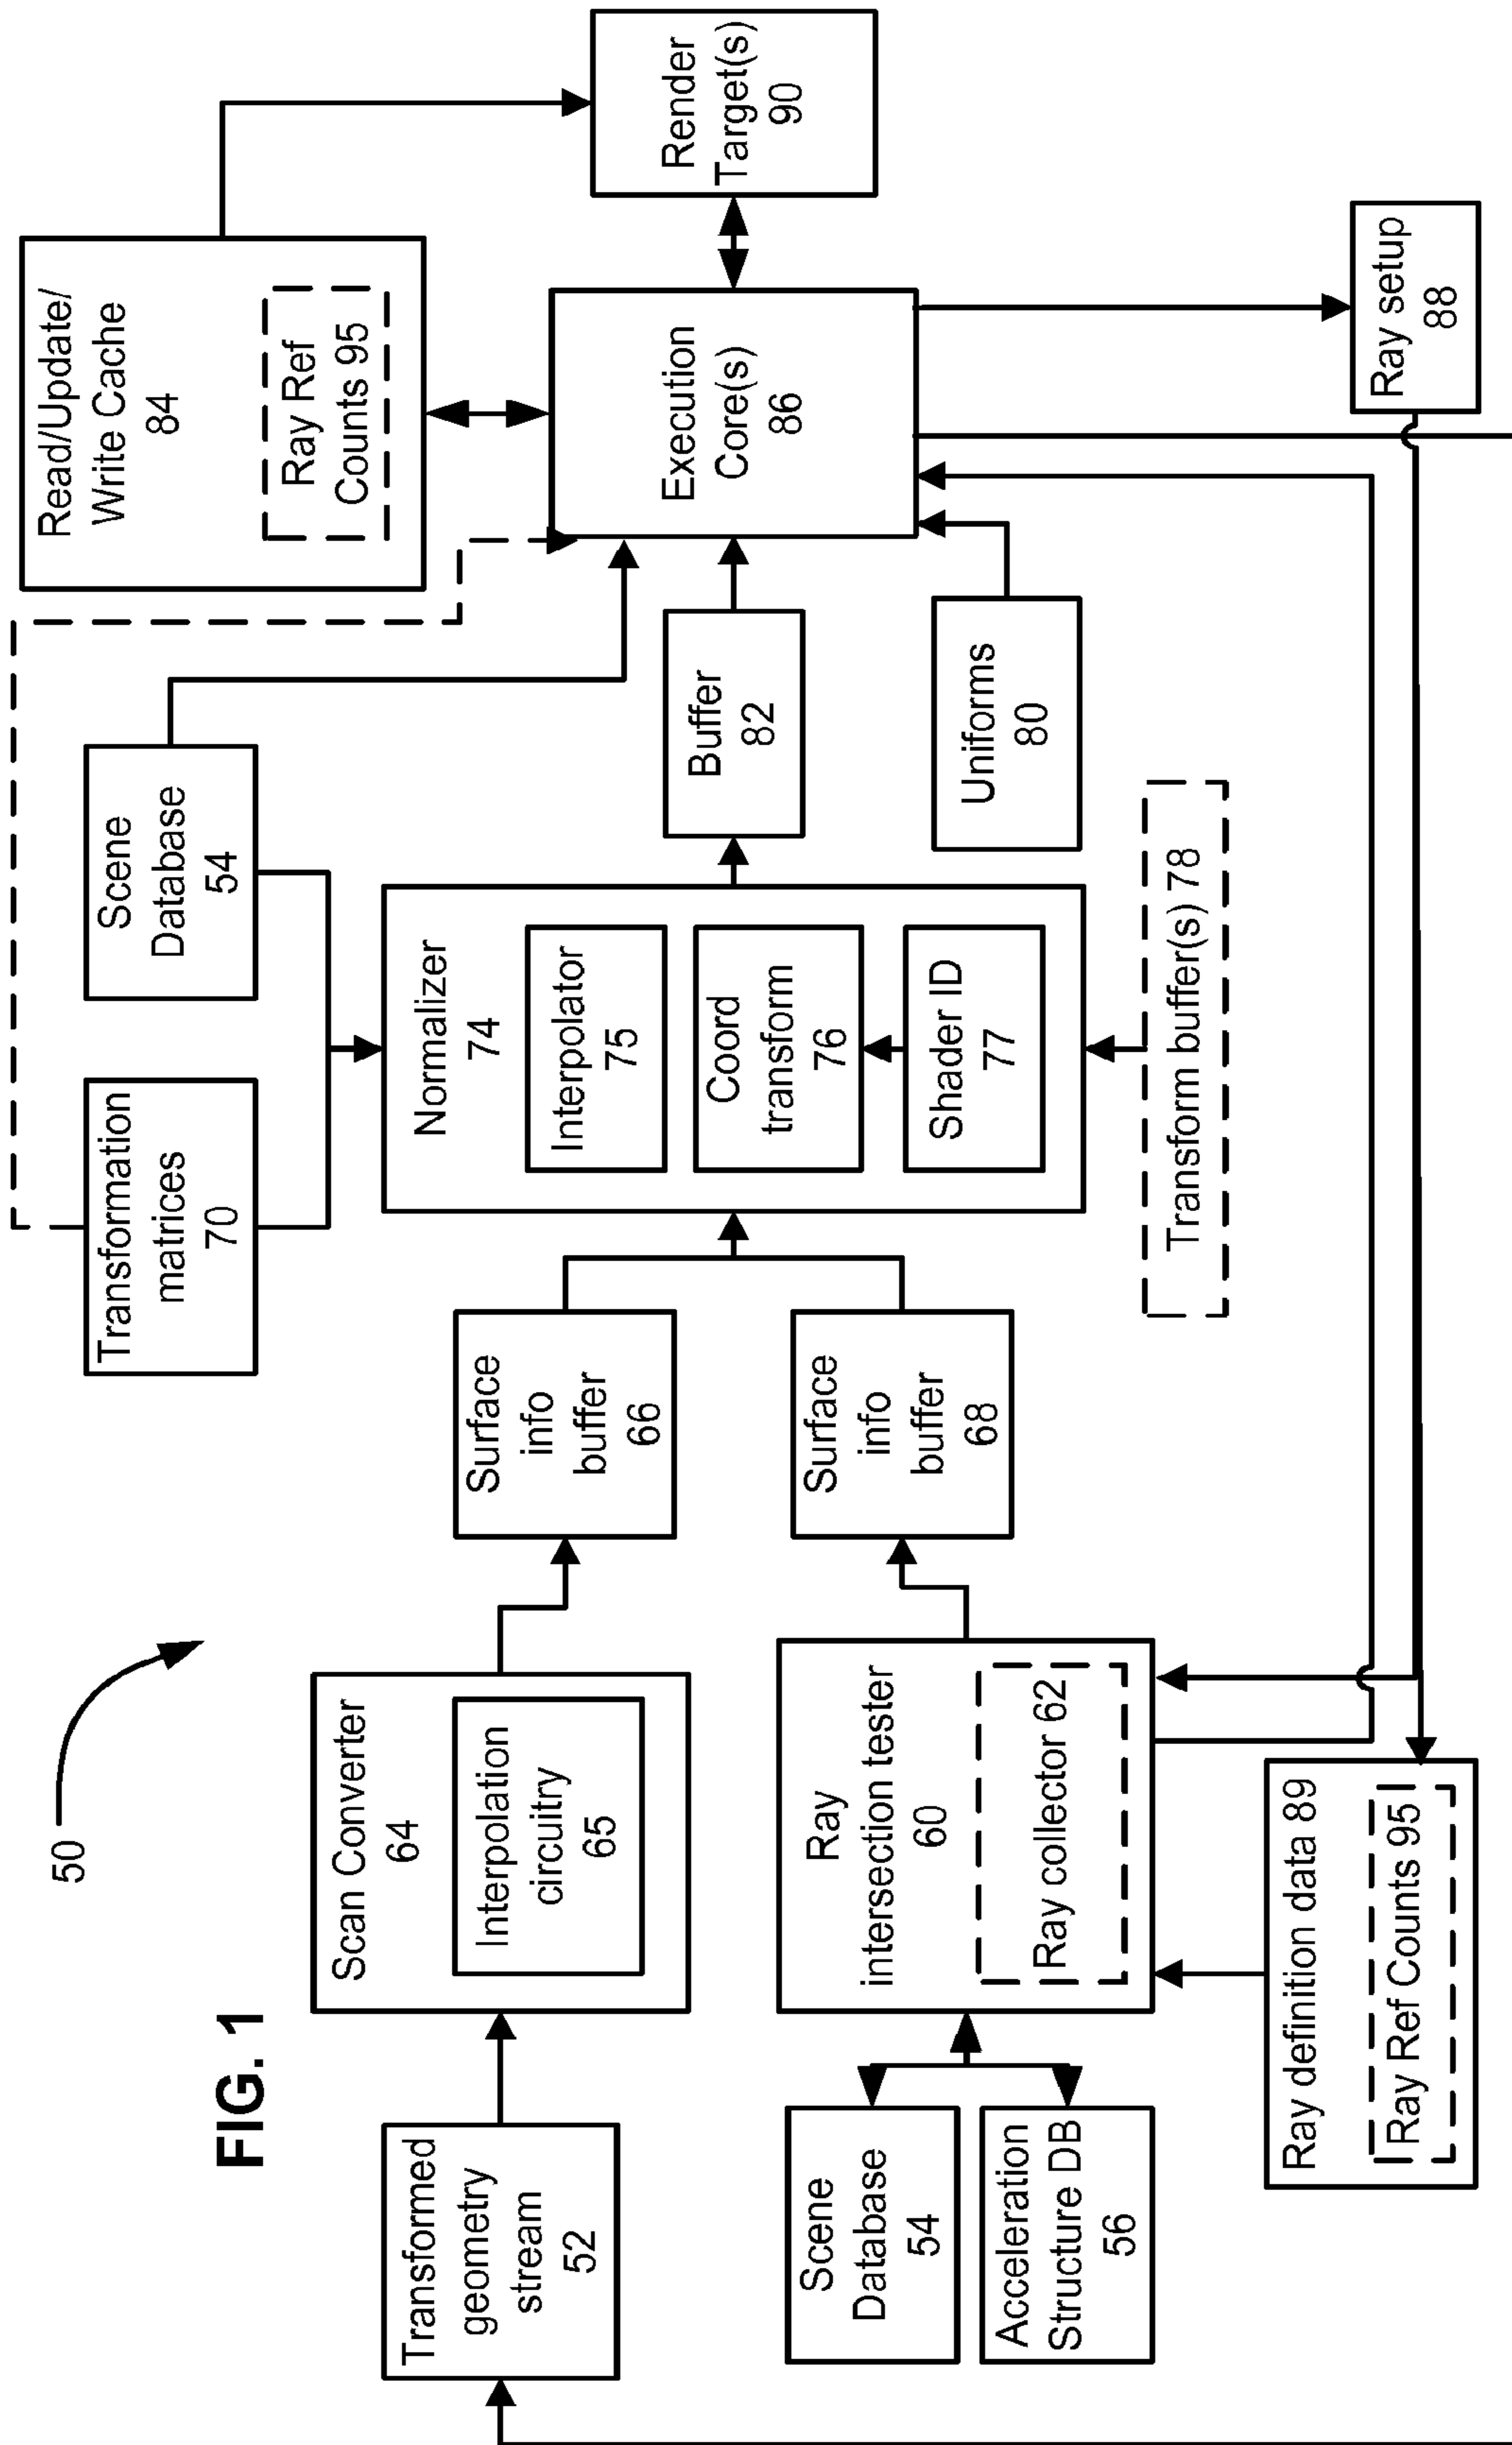 FIG. 1
50
Transformed
geometry
stream
52
Scan Converter
64
Interpolation
circuitry
65
Scene
Database
54
Acceleration
Structure DB
56
Ray
intersection tester
60
Ray collector 62
Ray definition data 89
Ray Ref Counts 95
Surface
info
buffer
66
Surface
info
buffer
68
Transformation
matrices
70
Scene
Database
54
Normalizer
74
Interpolator
75
Coord
transform
76
Shader ID
77
Transform buffer(s) 78
Buffer
82
Uniforms
80
Read/Update/
Write Cache
84
Ray Ref
Counts 95
Execution
Core(s)
86
Render
Target(s)
90
Ray setup
88